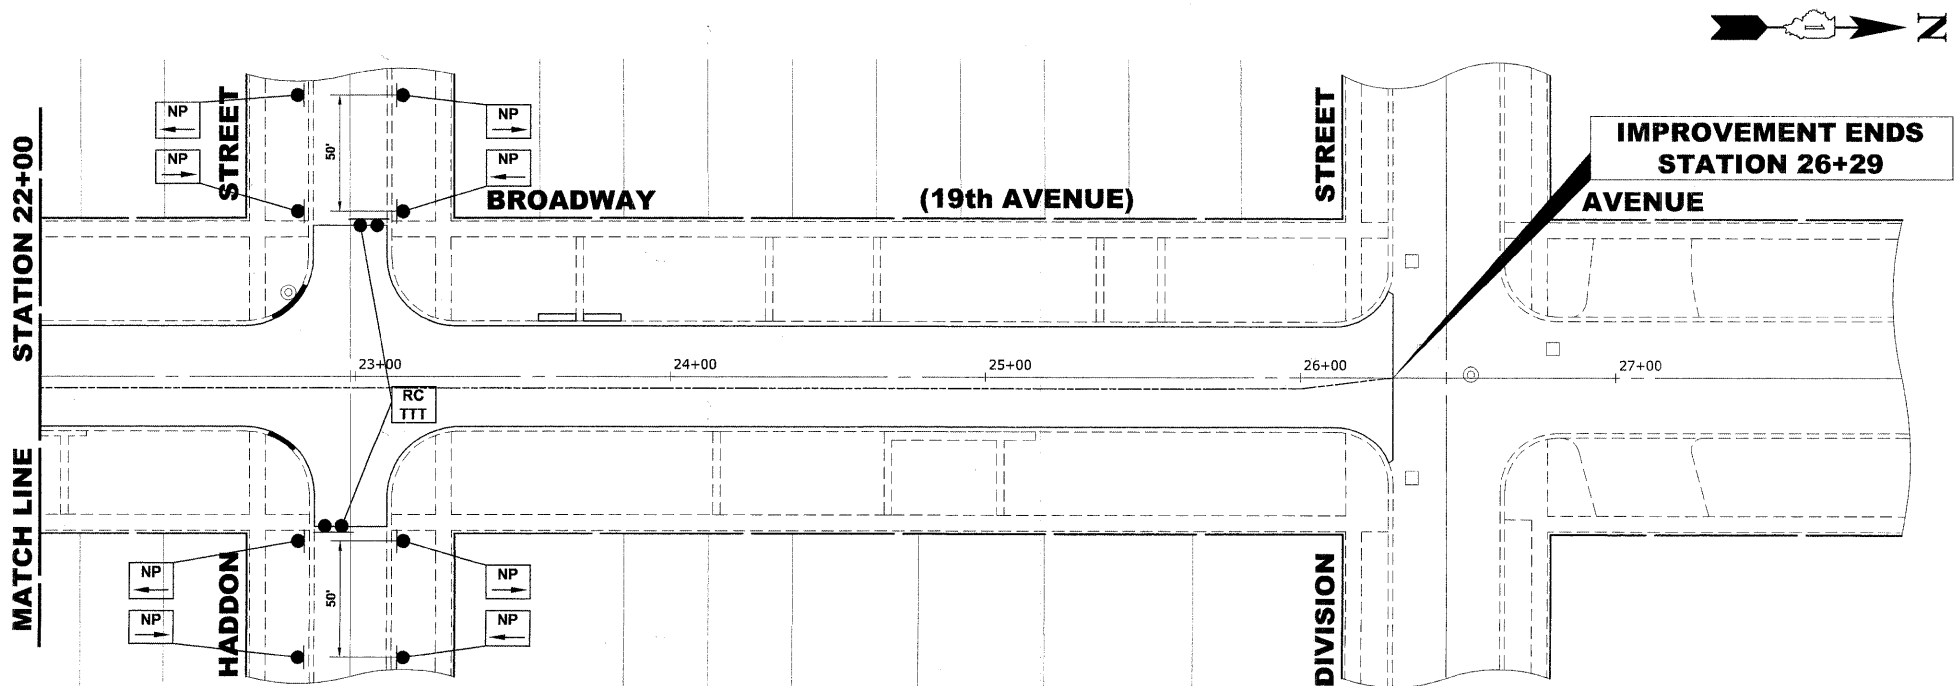 N
IMPROVEMENT ENDS
STATION 26+29
NP
NP
STREET
50'
NP
NP
STREET
BROADWAY (19th AVENUE) AVENUE
MATCH LINE STATION 22+00
23+00 24+00 25+00 26+00 27+00
RC
TTT
NP
NP
HADDON
50'
NP
NP
DIVISION